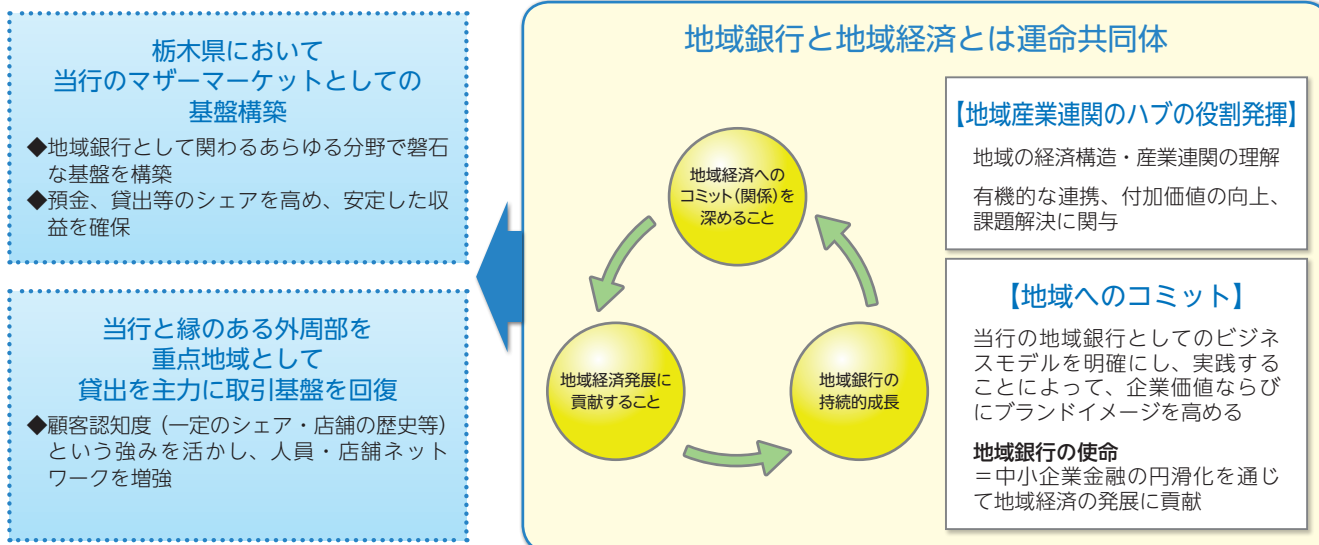 栃木県において
当行のマザーマーケットとしての
基盤構築
◆地域銀行として関わるあらゆる分野で磐石
な基盤を構築
◆預金、貸出等のシェアを高め、安定した収
益を確保
当行と縁のある外周部を
重点地域として
貸出を主力に取引基盤を回復
◆顧客認知度（一定のシェア・店舗の歴史等）
という強みを活かし、人員・店舗ネット
ワークを増強
地域銀行と地域経済とは運命共同体
地域経済への
コミット（関係）を
深めること
地域経済発展に
貢献すること
地域銀行の
持続的成長
【地域産業連関のハブの役割発揮】
地域の経済構造・産業連関の理解
有機的な連携、付加価値の向上、
課題解決に関与
【地域へのコミット】
当行の地域銀行としてのビジネ
スモデルを明確にし、実践する
ことによって、企業価値ならび
にブランドイメージを高める
地域銀行の使命
＝中小企業金融の円滑化を通じ
て地域経済の発展に貢献